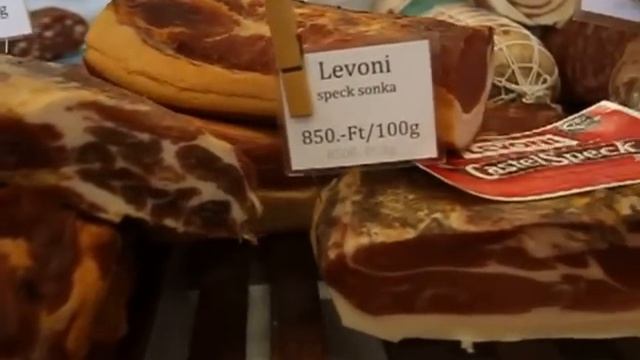 g
Levoni
speck sonka
850.-Ft/100g
CastelSpeck